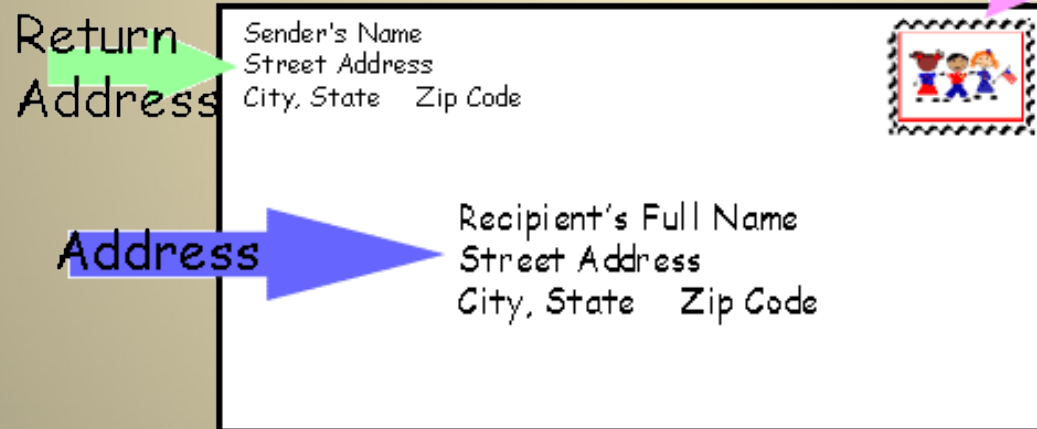 Return
Address
Sender's Name
Street Address
City, State Zip Code
Address
Recipient's Full Name
Street Address
City, State Zip Code